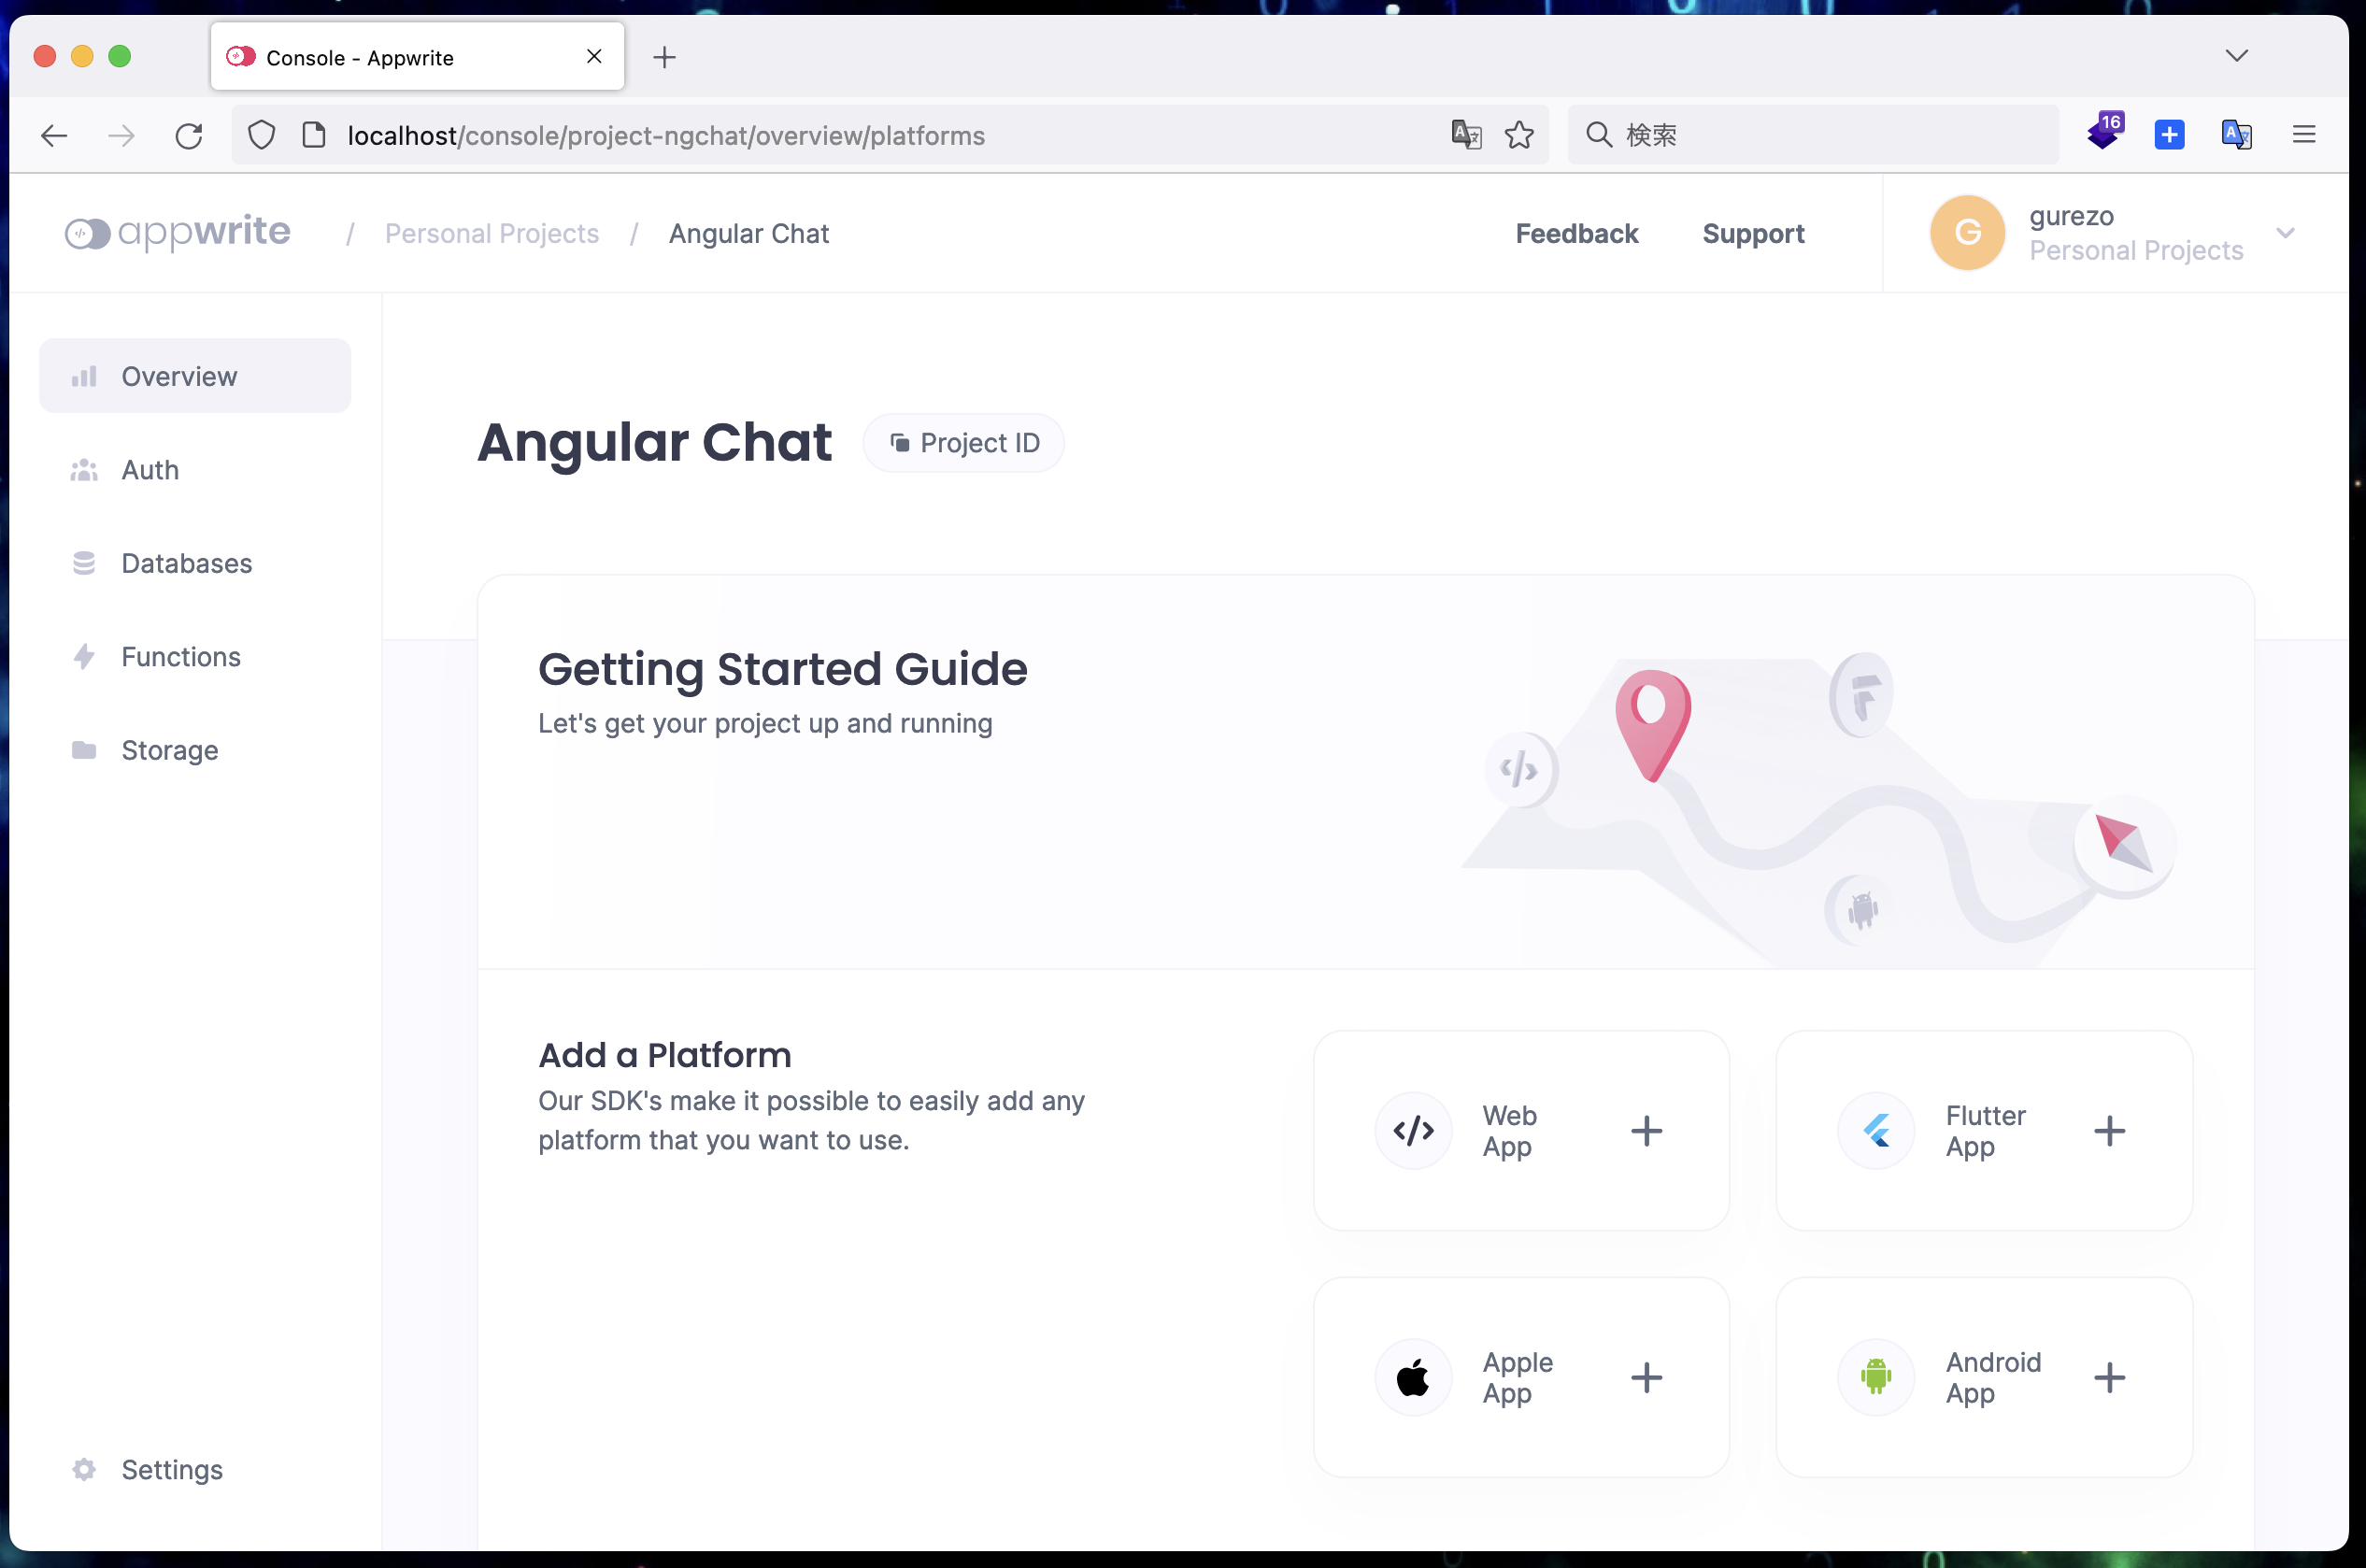 Console - Appwrite
localhost/console/project-ngchat/overview/platforms
検索
16
appwrite / Personal Projects / Angular Chat
Feedback
Support
G
gurezo
Personal Projects
Overview
Auth
Databases
Functions
Storage
Settings
Angular Chat
Project ID
Getting Started Guide
Let's get your project up and running
Add a Platform
Our SDK's make it possible to easily add any
platform that you want to use.
Web
App
Flutter
App
Apple
App
Android
App